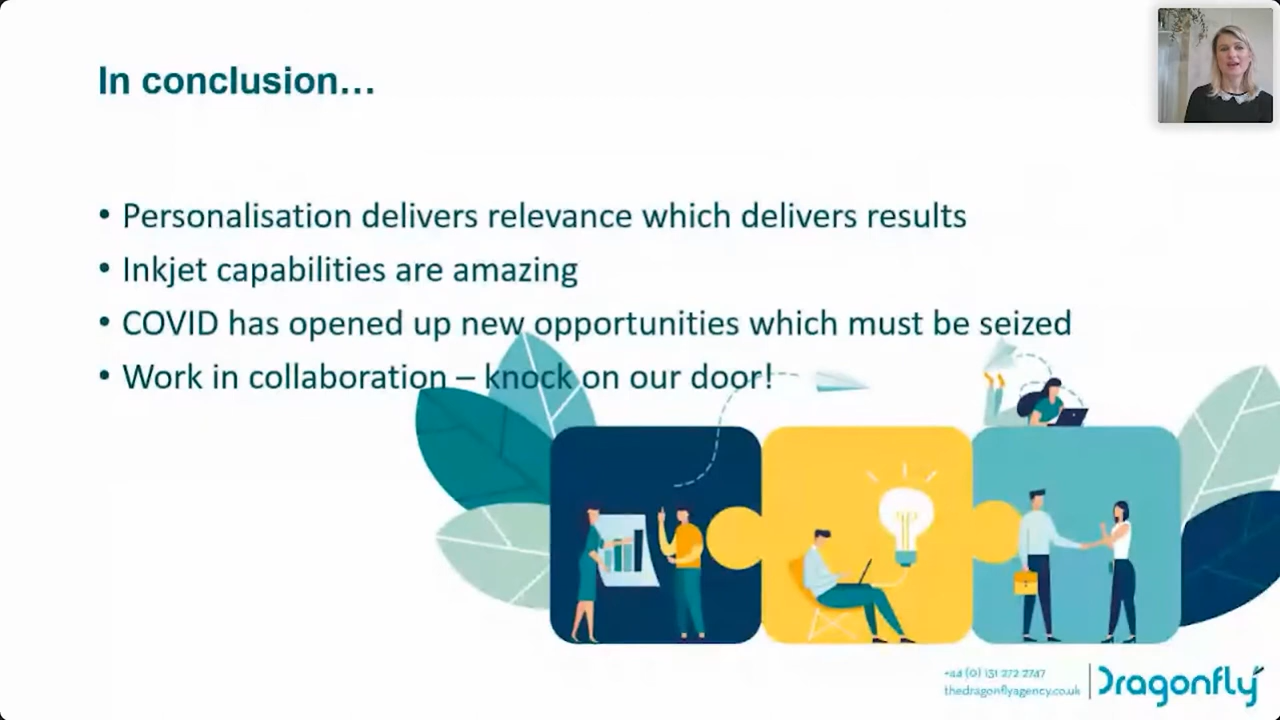 In conclusion…
• Personalisation delivers relevance which delivers results
• Inkjet capabilities are amazing
• COVID has opened up new opportunities which must be seized
• Work in collaboration – knock on our door!
+44 (0) 151 272 2747
thedragonflyagency.co.uk
Dragonfly